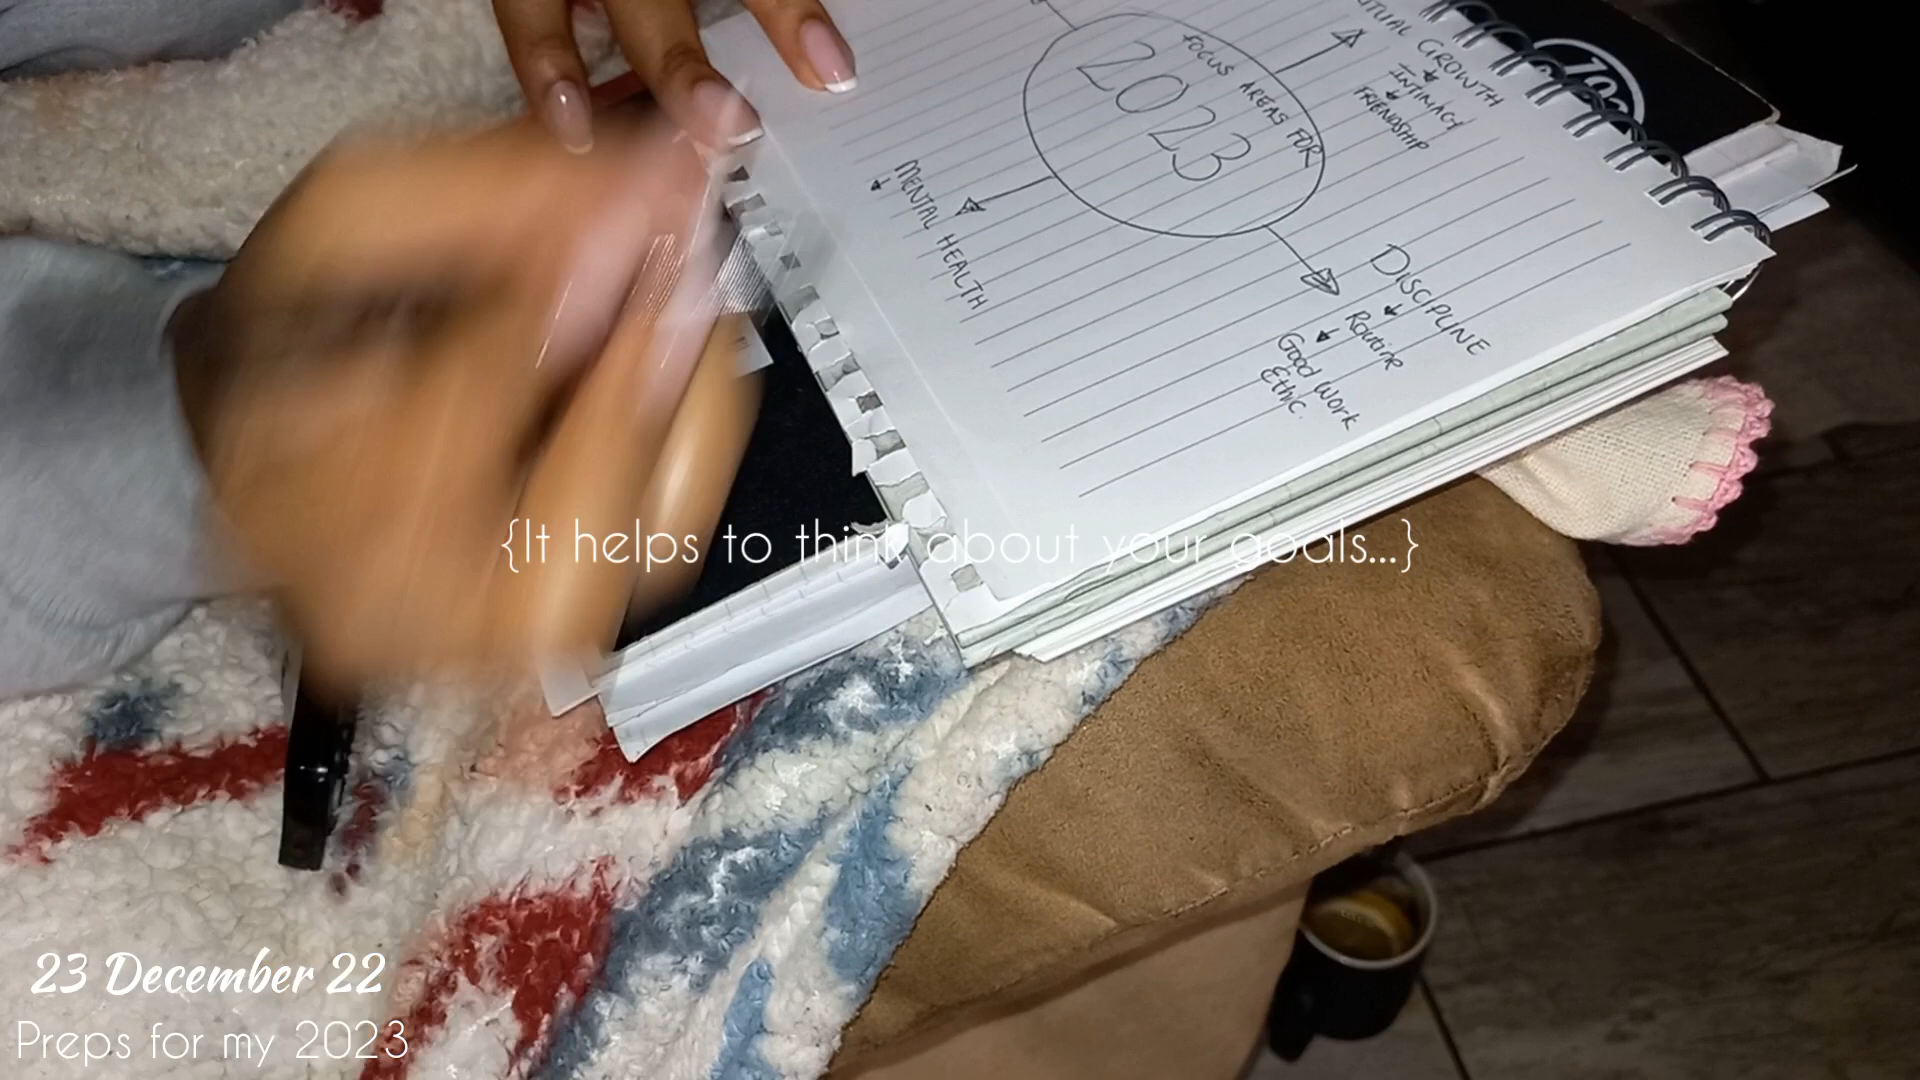 FOCUS AREAS FOR
2023
GROWTH
INTIMACY
FRIENDSHIP
MENTAL HEALTH
DISCIPLINE
Routine
Good Work
Ethic.
{It helps to think about your goals...}
23 December 22
Preps for my 2023